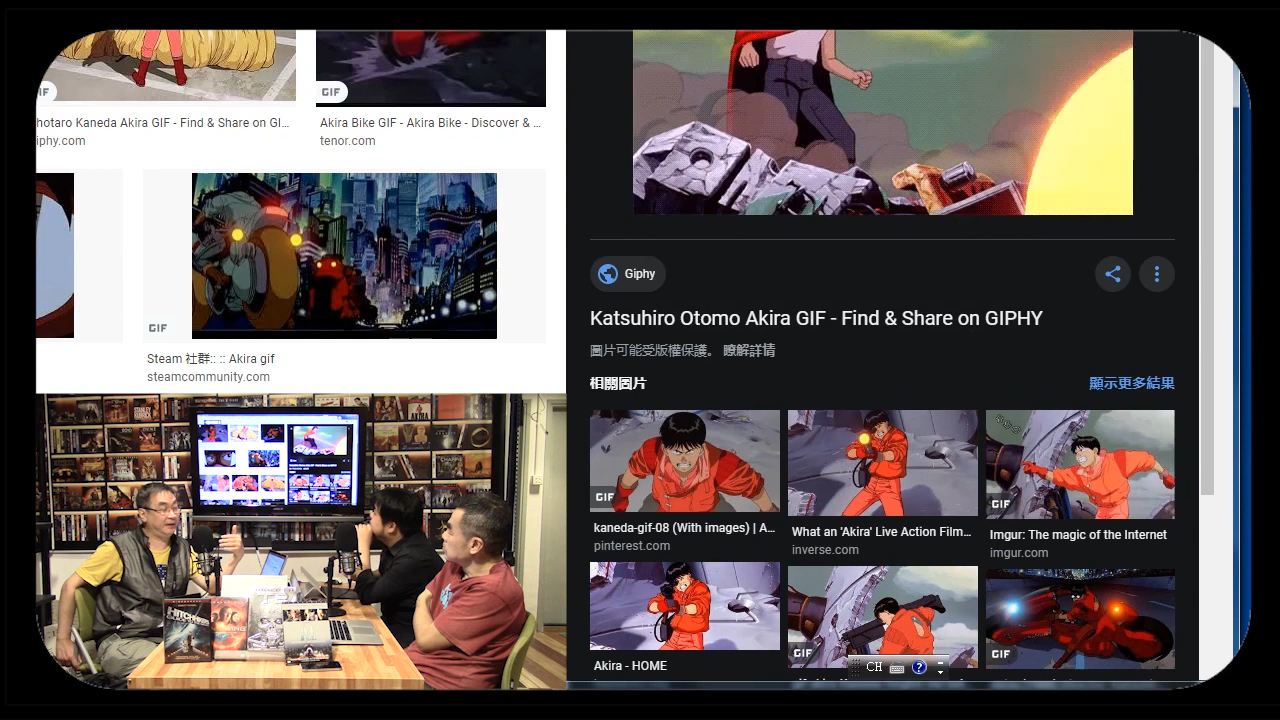 GIF
hotaro Kaneda Akira GIF - Find & Share on GI...
iphy.com
GIF
Akira Bike GIF - Akira Bike - Discover & ...
tenor.com
GIF
Steam 社群:: :: Akira gif
steamcommunity.com
Giphy
Katsuhiro Otomo Akira GIF - Find & Share on GIPHY
圖片可能受版權保護。 瞭解詳情
相關圖片
顯示更多結果
GIF
kaneda-gif-08 (With images) | A...
pinterest.com
What an 'Akira' Live Action Film...
inverse.com
GIF
Imgur: The magic of the Internet
imgur.com
Akira - HOME
GIF
GIF
CH